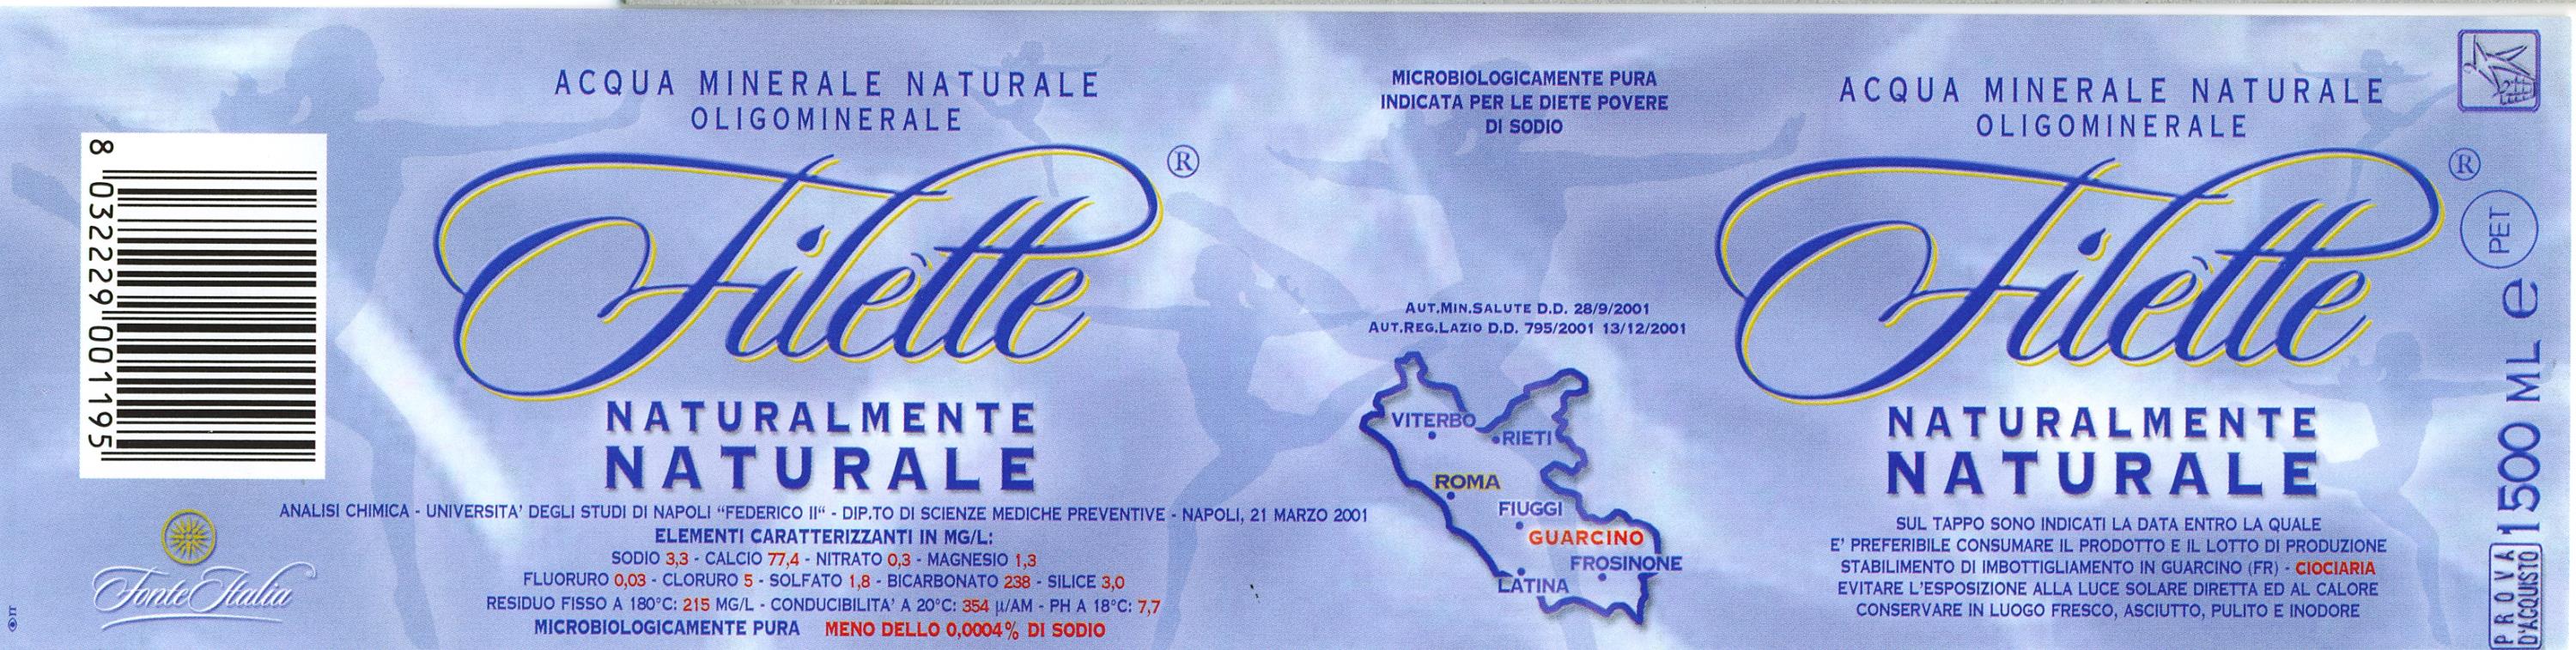 8 032229 001195
Fonte Italia
ACQUA MINERALE NATURALE
OLIGOMINERALE
Filette ®
NATURALMENTE
NATURALE
ANALISI CHIMICA - UNIVERSITA' DEGLI STUDI DI NAPOLI “FEDERICO II“ - DIP.TO DI SCIENZE MEDICHE PREVENTIVE - NAPOLI, 21 MARZO 2001
ELEMENTI CARATTERIZZANTI IN MG/L:
SODIO 3,3 - CALCIO 77,4 - NITRATO 0,3 - MAGNESIO 1,3
FLUORURO 0,03 - CLORURO 5 - SOLFATO 1,8 - BICARBONATO 238 - SILICE 3,0
RESIDUO FISSO A 180°C: 215 MG/L - CONDUCIBILITA' A 20°C: 354 µ/AM - PH A 18°C: 7,7
MICROBIOLOGICAMENTE PURA MENO DELLO 0,0004% DI SODIO
MICROBIOLOGICAMENTE PURA
INDICATA PER LE DIETE POVERE
DI SODIO
AUT.MIN.SALUTE D.D. 28/9/2001
AUT.REG.LAZIO D.D. 795/2001 13/12/2001
VITERBO
RIETI
ROMA
FIUGGI
GUARCINO
FROSINONE
LATINA
ACQUA MINERALE NATURALE
OLIGOMINERALE
Filette ®
NATURALMENTE
NATURALE
SUL TAPPO SONO INDICATI LA DATA ENTRO LA QUALE
E' PREFERIBILE CONSUMARE IL PRODOTTO E IL LOTTO DI PRODUZIONE
STABILIMENTO DI IMBOTTIGLIAMENTO IN GUARCINO (FR) - CIOCIARIA
EVITARE L'ESPOSIZIONE ALLA LUCE SOLARE DIRETTA ED AL CALORE
CONSERVARE IN LUOGO FRESCO, ASCIUTTO, PULITO E INODORE
PET
1500 ML e
PROVA
D'ACQUISTO